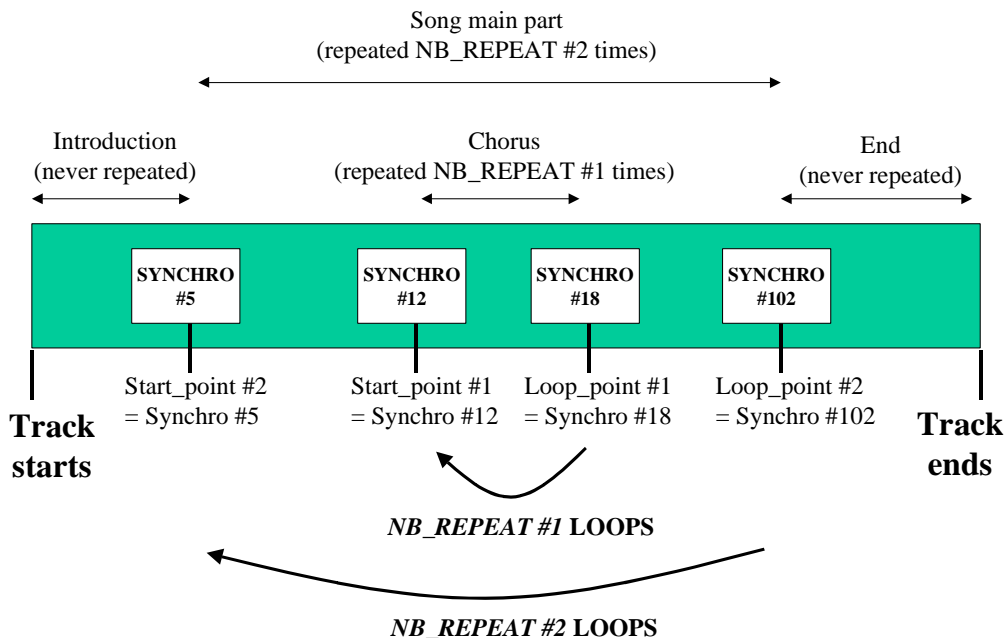 Song main part
(repeated NB_REPEAT #2 times)
Introduction
(never repeated)
Chorus
(repeated NB_REPEAT #1 times)
End
(never repeated)
SYNCHRO
#5
SYNCHRO
#12
SYNCHRO
#18
SYNCHRO
#102
Track
starts
Start_point #2
= Synchro #5
Start_point #1
= Synchro #12
Loop_point #1
= Synchro #18
Loop_point #2
= Synchro #102
Track
ends
NB_REPEAT #1 LOOPS
NB_REPEAT #2 LOOPS